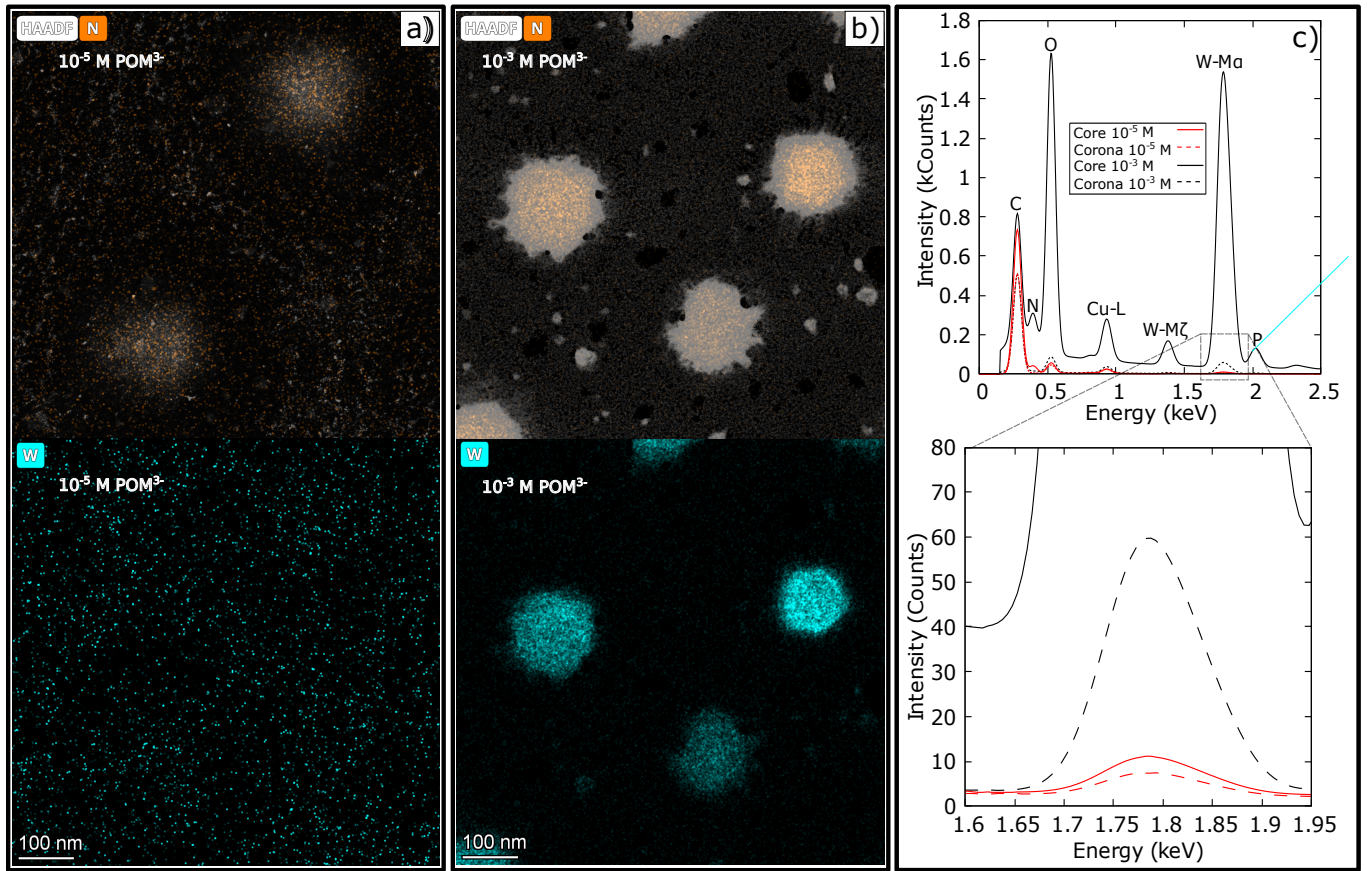 HAADF N a))
10⁻⁵ M POM³⁻
W
10⁻⁵ M POM³⁻
100 nm
HAADF N b)
10⁻³ M POM³⁻
W
10⁻³ M POM³⁻
100 nm
c)
Intensity (kCounts)
1.8
1.6
1.4
1.2
1
0.8
0.6
0.4
0.2
0
0 0.5 1 1.5 2 2.5
Energy (keV)
C
N
O
Cu-L
W-Mζ
W-Mα
P
Core 10⁻⁵ M
Corona 10⁻⁵ M
Core 10⁻³ M
Corona 10⁻³ M
Intensity (Counts)
80
70
60
50
40
30
20
10
0
1.6 1.65 1.7 1.75 1.8 1.85 1.9 1.95
Energy (keV)